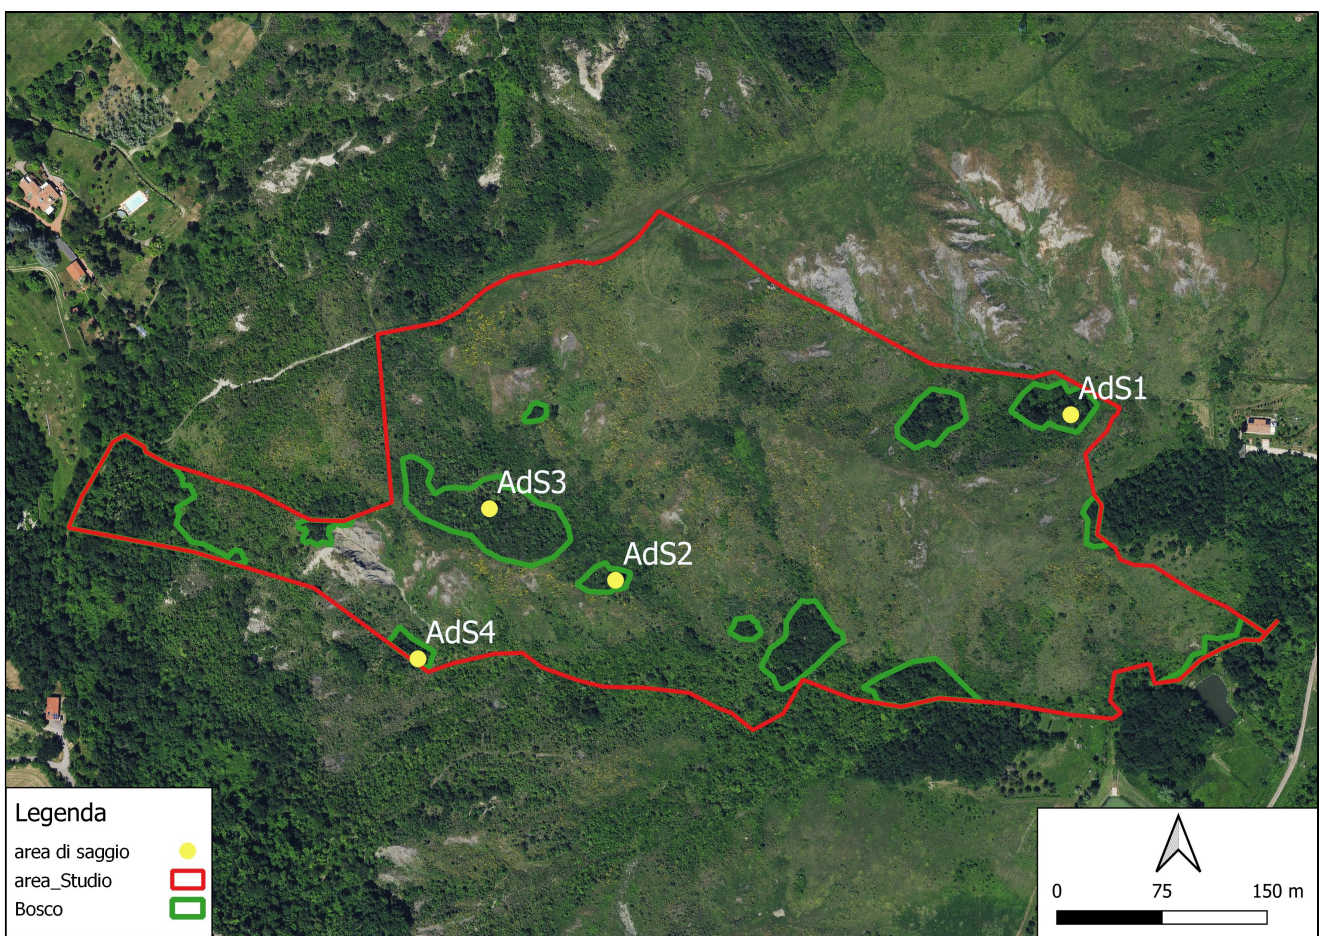 AdS1
AdS3
AdS2
AdS4
Legenda
area di saggio
area_Studio
Bosco
0 75 150 m